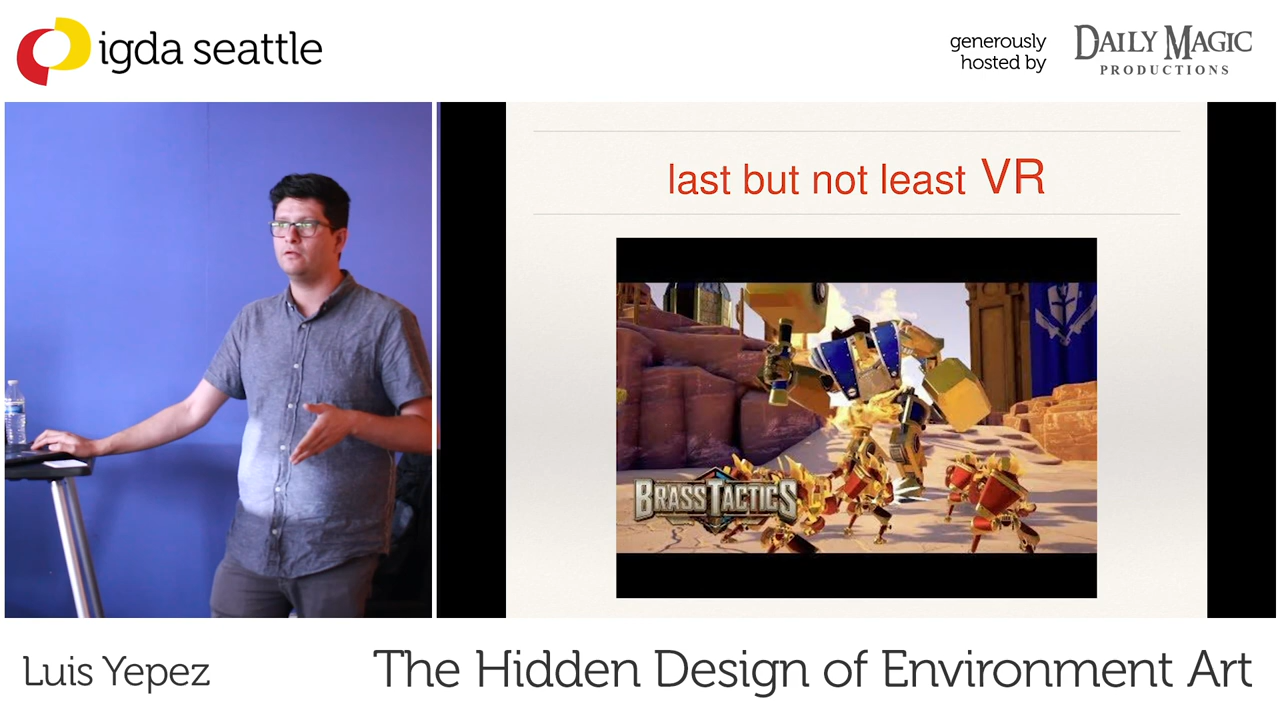 igda seattle
generously
hosted by
DAILY MAGIC
PRODUCTIONS
last but not least VR
BRASS TACTICS
Luis Yepez
The Hidden Design of Environment Art